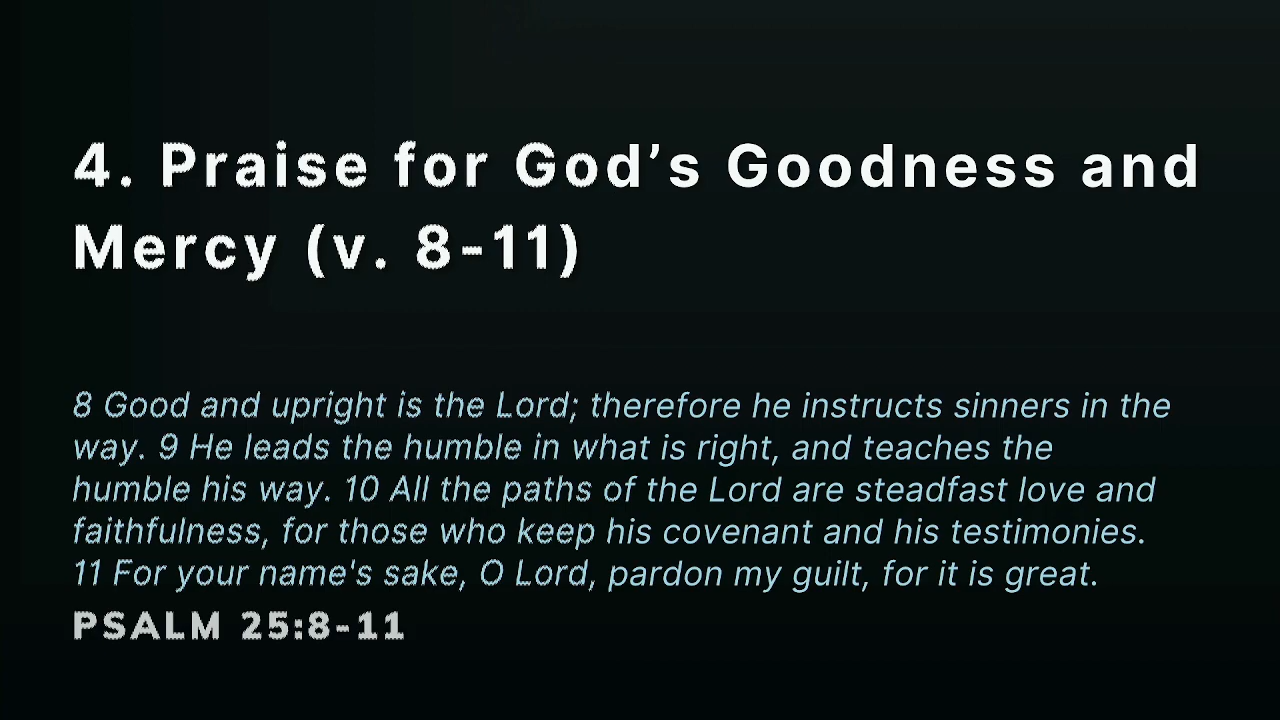 4. Praise for God’s Goodness and
Mercy (v. 8-11)
8 Good and upright is the Lord; therefore he instructs sinners in the
way. 9 He leads the humble in what is right, and teaches the
humble his way. 10 All the paths of the Lord are steadfast love and
faithfulness, for those who keep his covenant and his testimonies.
11 For your name's sake, O Lord, pardon my guilt, for it is great.
PSALM 25:8-11